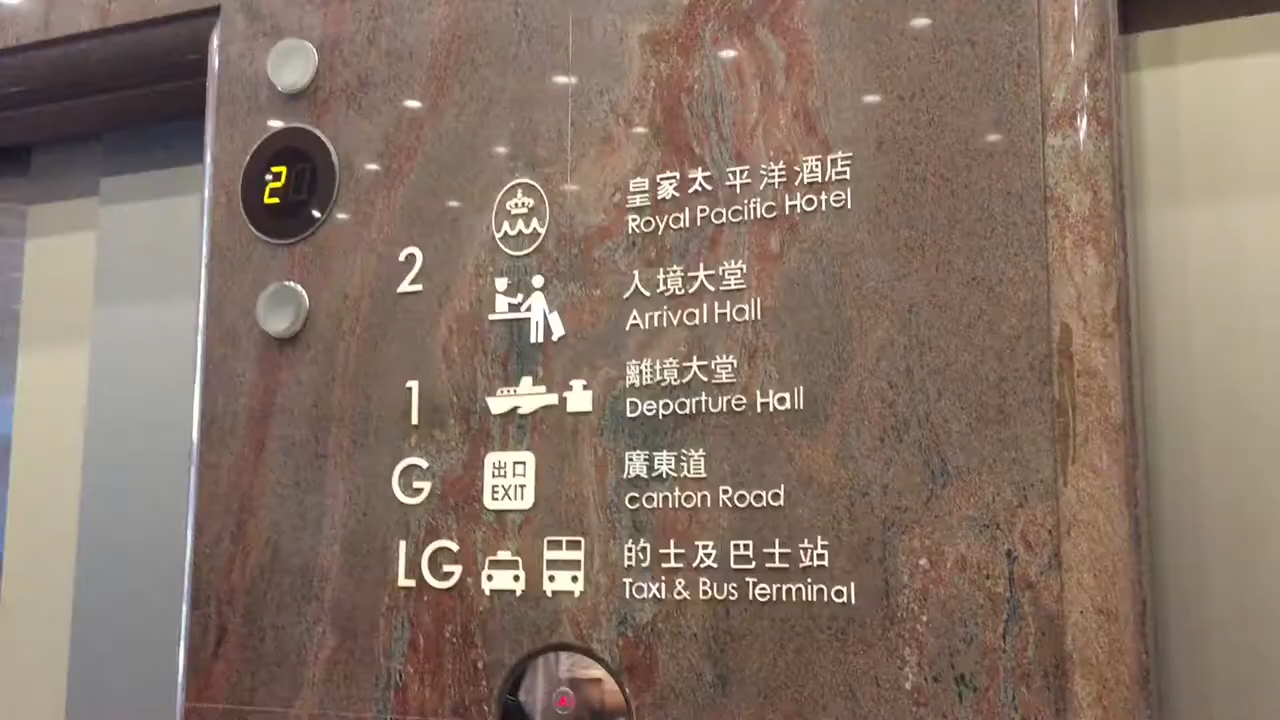 2
皇家太平洋酒店
Royal Pacific Hotel
2
入境大堂
Arrival Hall
1
離境大堂
Departure Hall
G
出口
EXIT
廣東道
canton Road
LG
的士及巴士站
Taxi & Bus Terminal